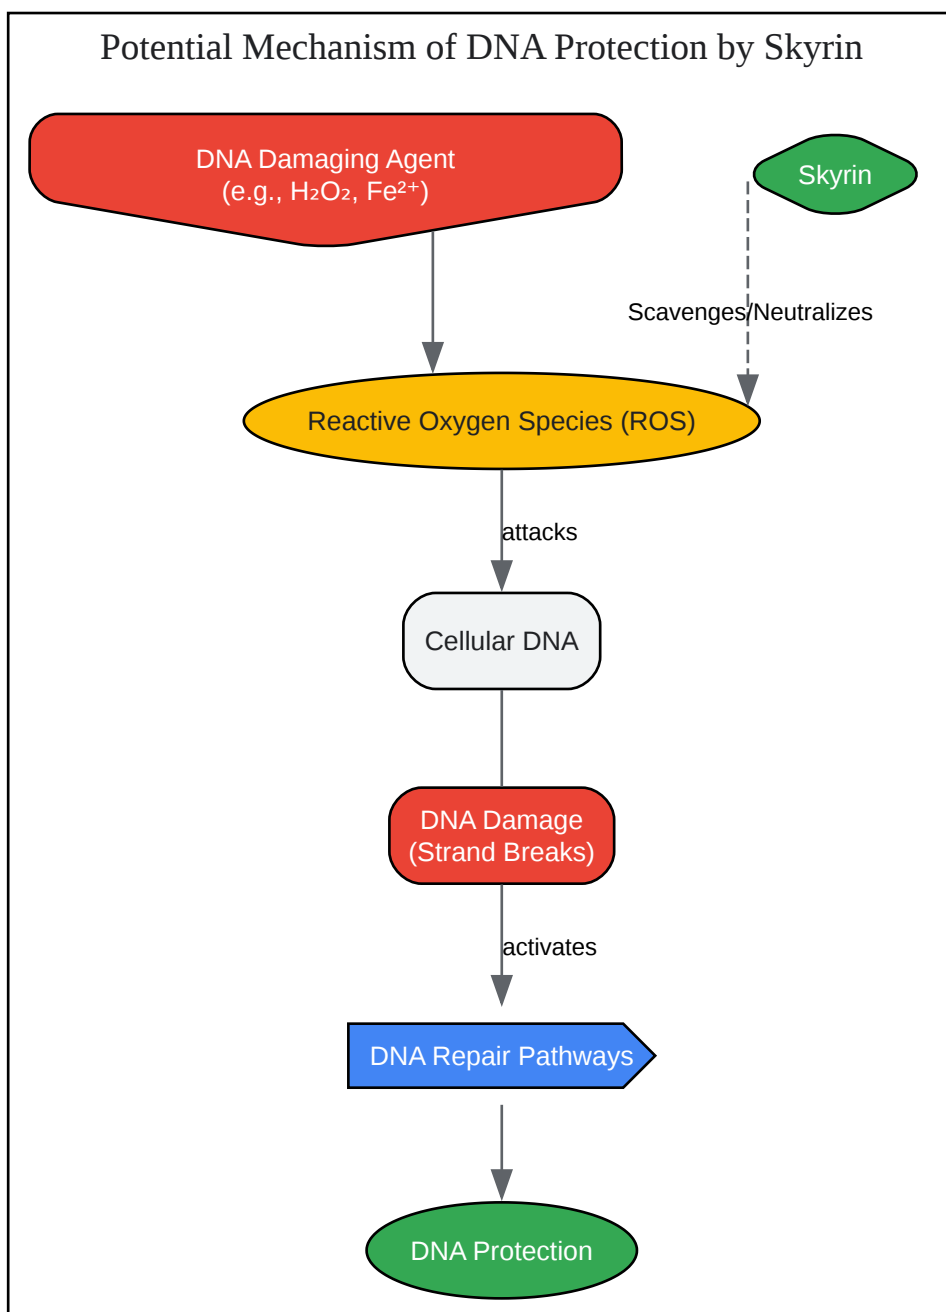 Potential Mechanism of DNA Protection by Skyrin
DNA Damaging Agent
(e.g., H₂O₂, Fe²⁺)
Skyrin
Scavenges/Neutralizes
Reactive Oxygen Species (ROS)
attacks
Cellular DNA
DNA Damage
(Strand Breaks)
activates
DNA Repair Pathways
DNA Protection